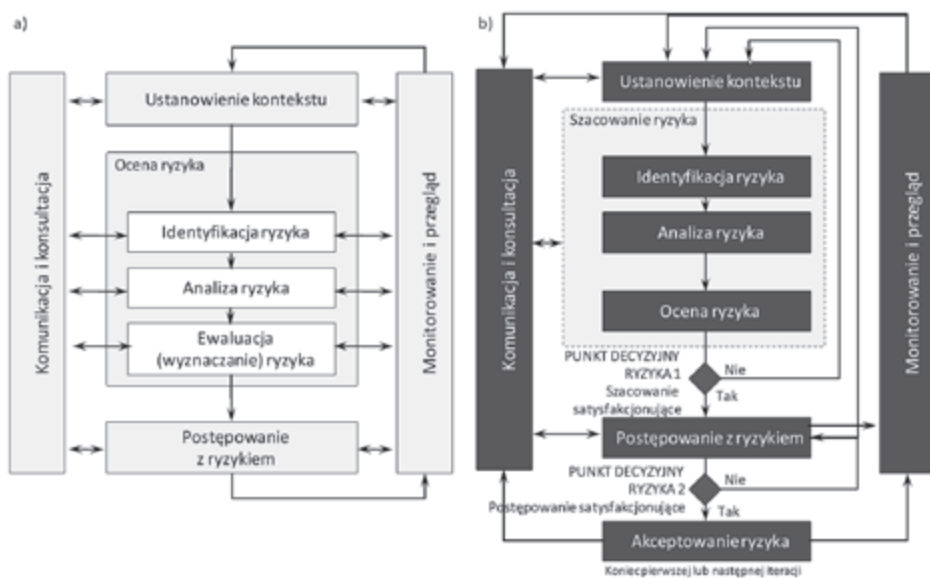 a)
Ustanowienie kontekstu
Ocena ryzyka
Identyfikacja ryzyka
Analiza ryzyka
Ewaluacja
(wyznaczanie) ryzyka
Postępowanie
z ryzykiem
Komunikacja i konsultacja
Monitorowanie i przegląd
b)
Ustanowienie kontekstu
Szacowanie ryzyka
Identyfikacja ryzyka
Analiza ryzyka
Ocena ryzyka
PUNKT DECYZYJNY
RYZYKA 1
Szacowanie
satysfakcjonujące
Nie
Tak
Postępowanie z ryzykiem
PUNKT DECYZYJNY
RYZYKA 2
Postępowanie satysfakcjonujące
Nie
Tak
Akceptowanie ryzyka
Koniec pierwszej lub następnej iteracji
Komunikacja i konsultacja
Monitorowanie i przegląd